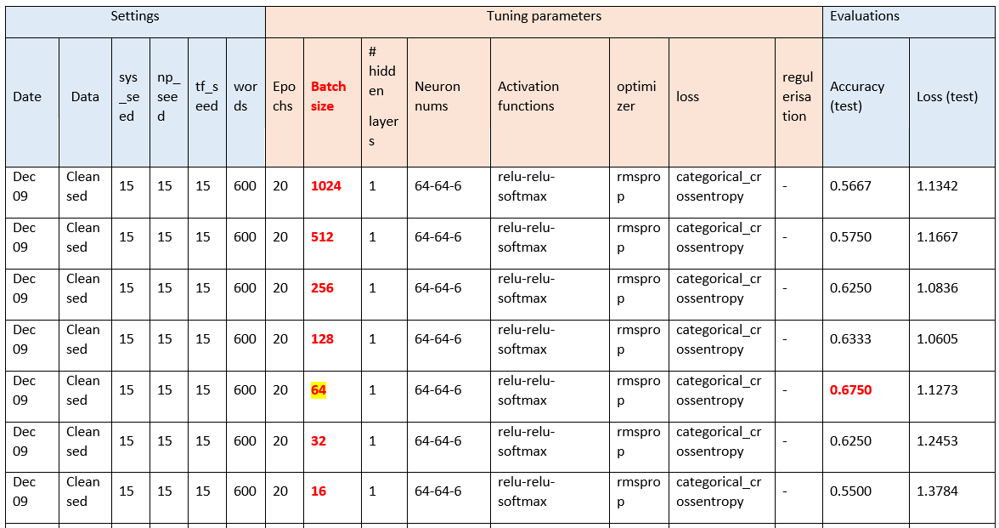 Settings Tuning parameters Evaluations
Date Data sys_seed np_seed tf_seed words Epochs Batch size # hidden layers Neuron nums Activation functions optimizer loss regulerisation Accuracy (test) Loss (test)
Dec 09 Cleansed 15 15 15 600 20 1024 1 64-64-6 relu-relu-softmax rmsprop categorical_crossentropy - 0.5667 1.1342
Dec 09 Cleansed 15 15 15 600 20 512 1 64-64-6 relu-relu-softmax rmsprop categorical_crossentropy - 0.5750 1.1667
Dec 09 Cleansed 15 15 15 600 20 256 1 64-64-6 relu-relu-softmax rmsprop categorical_crossentropy - 0.6250 1.0836
Dec 09 Cleansed 15 15 15 600 20 128 1 64-64-6 relu-relu-softmax rmsprop categorical_crossentropy - 0.6333 1.0605
Dec 09 Cleansed 15 15 15 600 20 64 1 64-64-6 relu-relu-softmax rmsprop categorical_crossentropy - 0.6750 1.1273
Dec 09 Cleansed 15 15 15 600 20 32 1 64-64-6 relu-relu-softmax rmsprop categorical_crossentropy - 0.6250 1.2453
Dec 09 Cleansed 15 15 15 600 20 16 1 64-64-6 relu-relu-softmax rmsprop categorical_crossentropy - 0.5500 1.3784